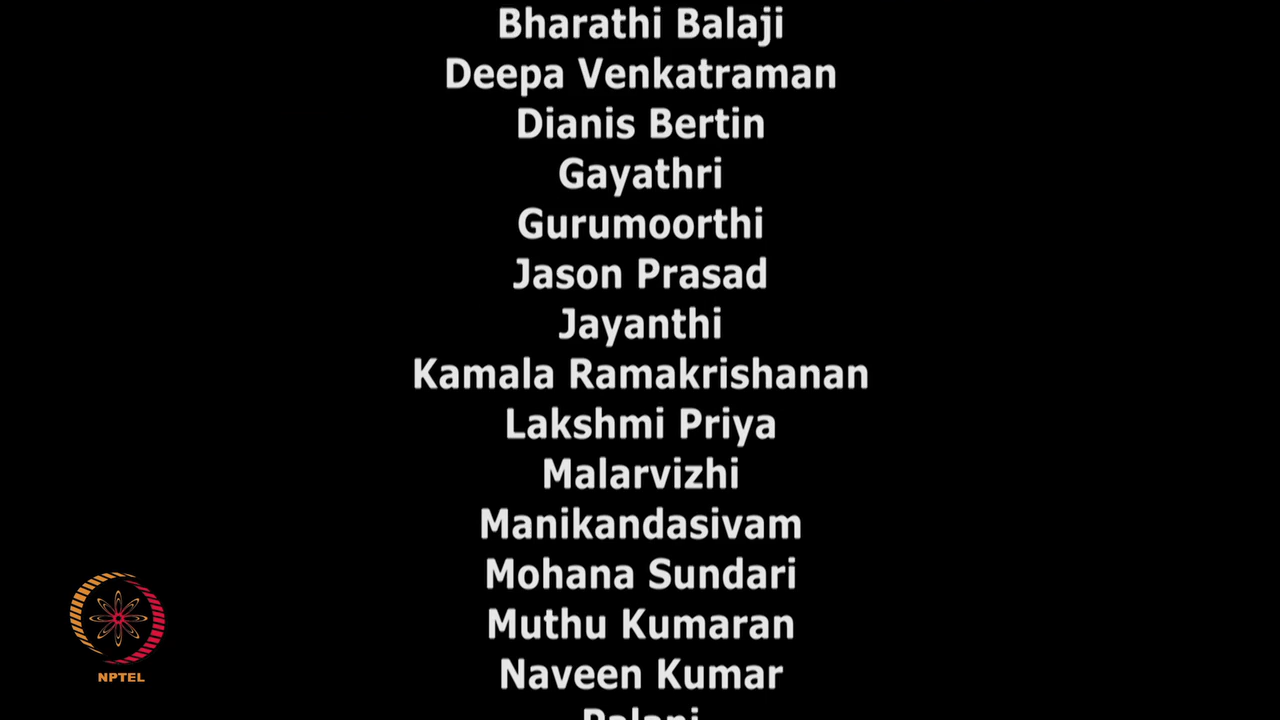 Bharathi Balaji
Deepa Venkatraman
Dianis Bertin
Gayathri
Gurumoorthi
Jason Prasad
Jayanthi
Kamala Ramakrishanan
Lakshmi Priya
Malarvizhi
Manikandasivam
Mohana Sundari
Muthu Kumaran
Naveen Kumar
NPTEL